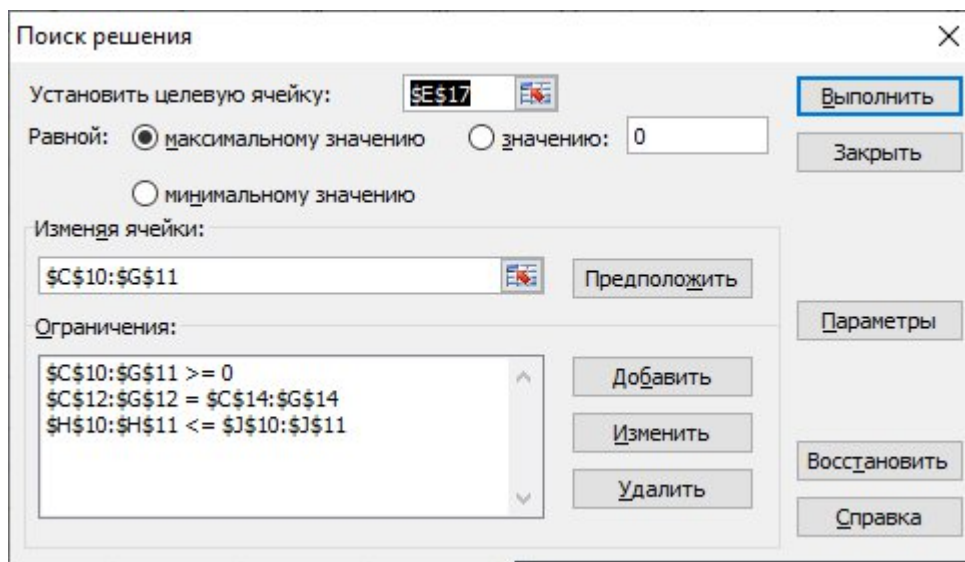 Поиск решения
Установить целевую ячейку: $E$17 Выполнить
Равной: максимальному значению значению: 0 Закрыть
минимальному значению
Изменяя ячейки:
$C$10:$G$11 Предположить
Ограничения: Параметры
$C$10:$G$11 >= 0 Добавить
$C$12:$G$12 = $C$14:$G$14
$H$10:$H$11 <= $J$10:$J$11 Изменить
Восстановить
Удалить
Справка